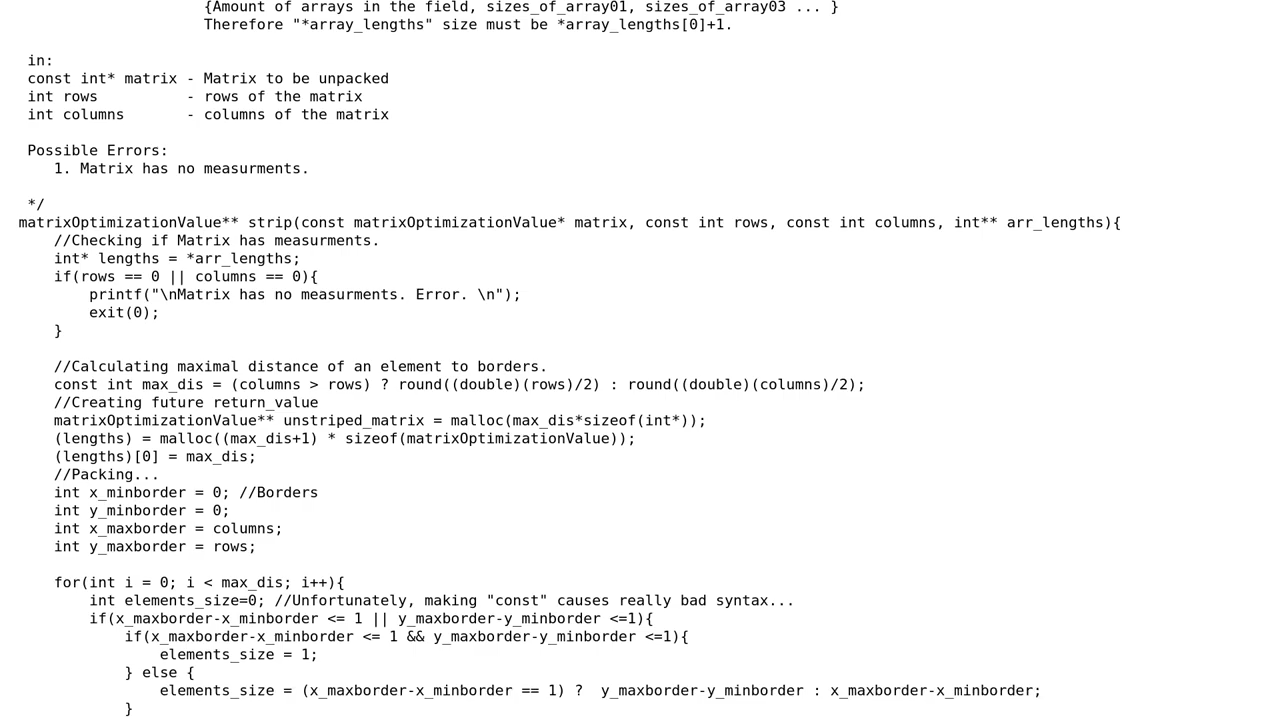 {Amount of arrays in the field, sizes_of_array01, sizes_of_array03 ... }
Therefore "*array_lengths" size must be *array_lengths[0]+1.
in:
const int* matrix - Matrix to be unpacked
int rows          - rows of the matrix
int columns       - columns of the matrix
Possible Errors:
1. Matrix has no measurments.
*/
matrixOptimizationValue** strip(const matrixOptimizationValue* matrix, const int rows, const int columns, int** arr_lengths){
//Checking if Matrix has measurments.
int* lengths = *arr_lengths;
if(rows == 0 || columns == 0){
printf("\nMatrix has no measurments. Error. \n");
exit(0);
}
//Calculating maximal distance of an element to borders.
const int max_dis = (columns > rows) ? round((double)(rows)/2) : round((double)(columns)/2);
//Creating future return_value
matrixOptimizationValue** unstriped_matrix = malloc(max_dis*sizeof(int*));
(lengths) = malloc((max_dis+1) * sizeof(matrixOptimizationValue));
(lengths)[0] = max_dis;
//Packing...
int x_minborder = 0; //Borders
int y_minborder = 0;
int x_maxborder = columns;
int y_maxborder = rows;
for(int i = 0; i < max_dis; i++){
int elements_size=0; //Unfortunately, making "const" causes really bad syntax...
if(x_maxborder-x_minborder <= 1 || y_maxborder-y_minborder <=1){
if(x_maxborder-x_minborder <= 1 && y_maxborder-y_minborder <=1){
elements_size = 1;
} else {
elements_size = (x_maxborder-x_minborder == 1) ?  y_maxborder-y_minborder : x_maxborder-x_minborder;
}